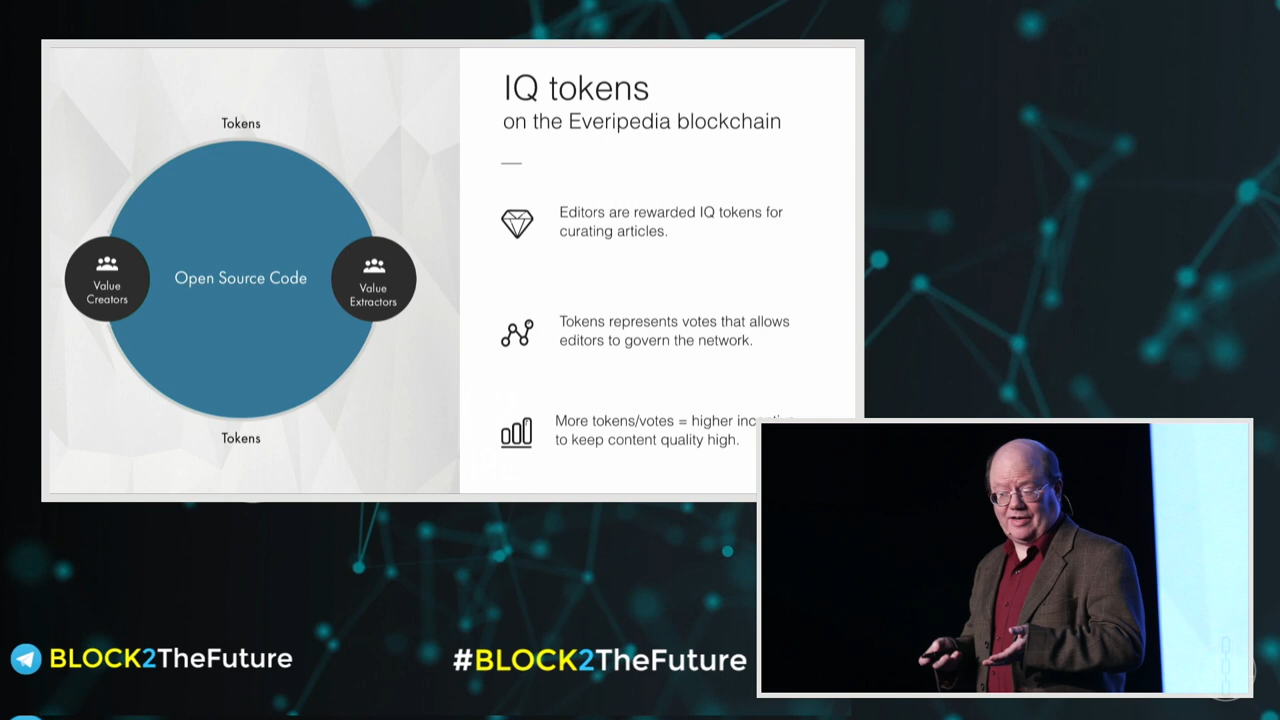 Tokens
Value
Creators
Open Source Code
Value
Extractors
Tokens
IQ tokens
on the Everipedia blockchain
Editors are rewarded IQ tokens for
curating articles.
Tokens represents votes that allows
editors to govern the network.
More tokens/votes = higher
to keep content quality high.
BLOCK2TheFuture
#BLOCK2TheFuture